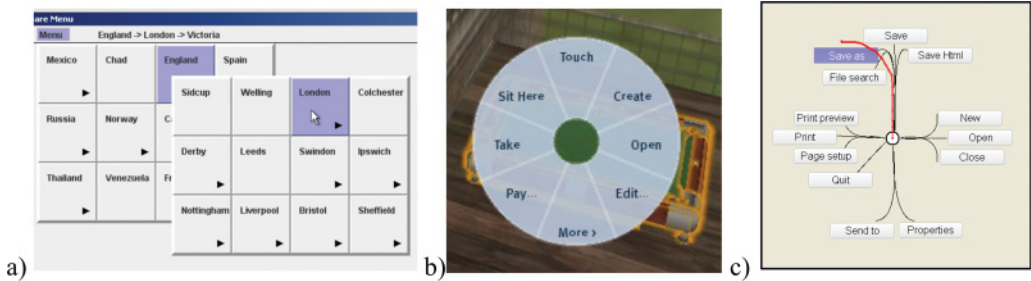 are Menu
Menu England -> London -> Victoria
Mexico Chad England Spain
Sidcup Welling London Colchester
Russia Norway
Derby Leeds Swindon Ipswich
Thailand Venezuela
Nottingham Liverpool Bristol Sheffield
a)
Touch
Sit Here Create
Take Open
Pay... Edit...
More ›
b)
Save
Save as Save Html
File search
Print preview New
Print Open
Page setup Close
Quit
Send to Properties
c)